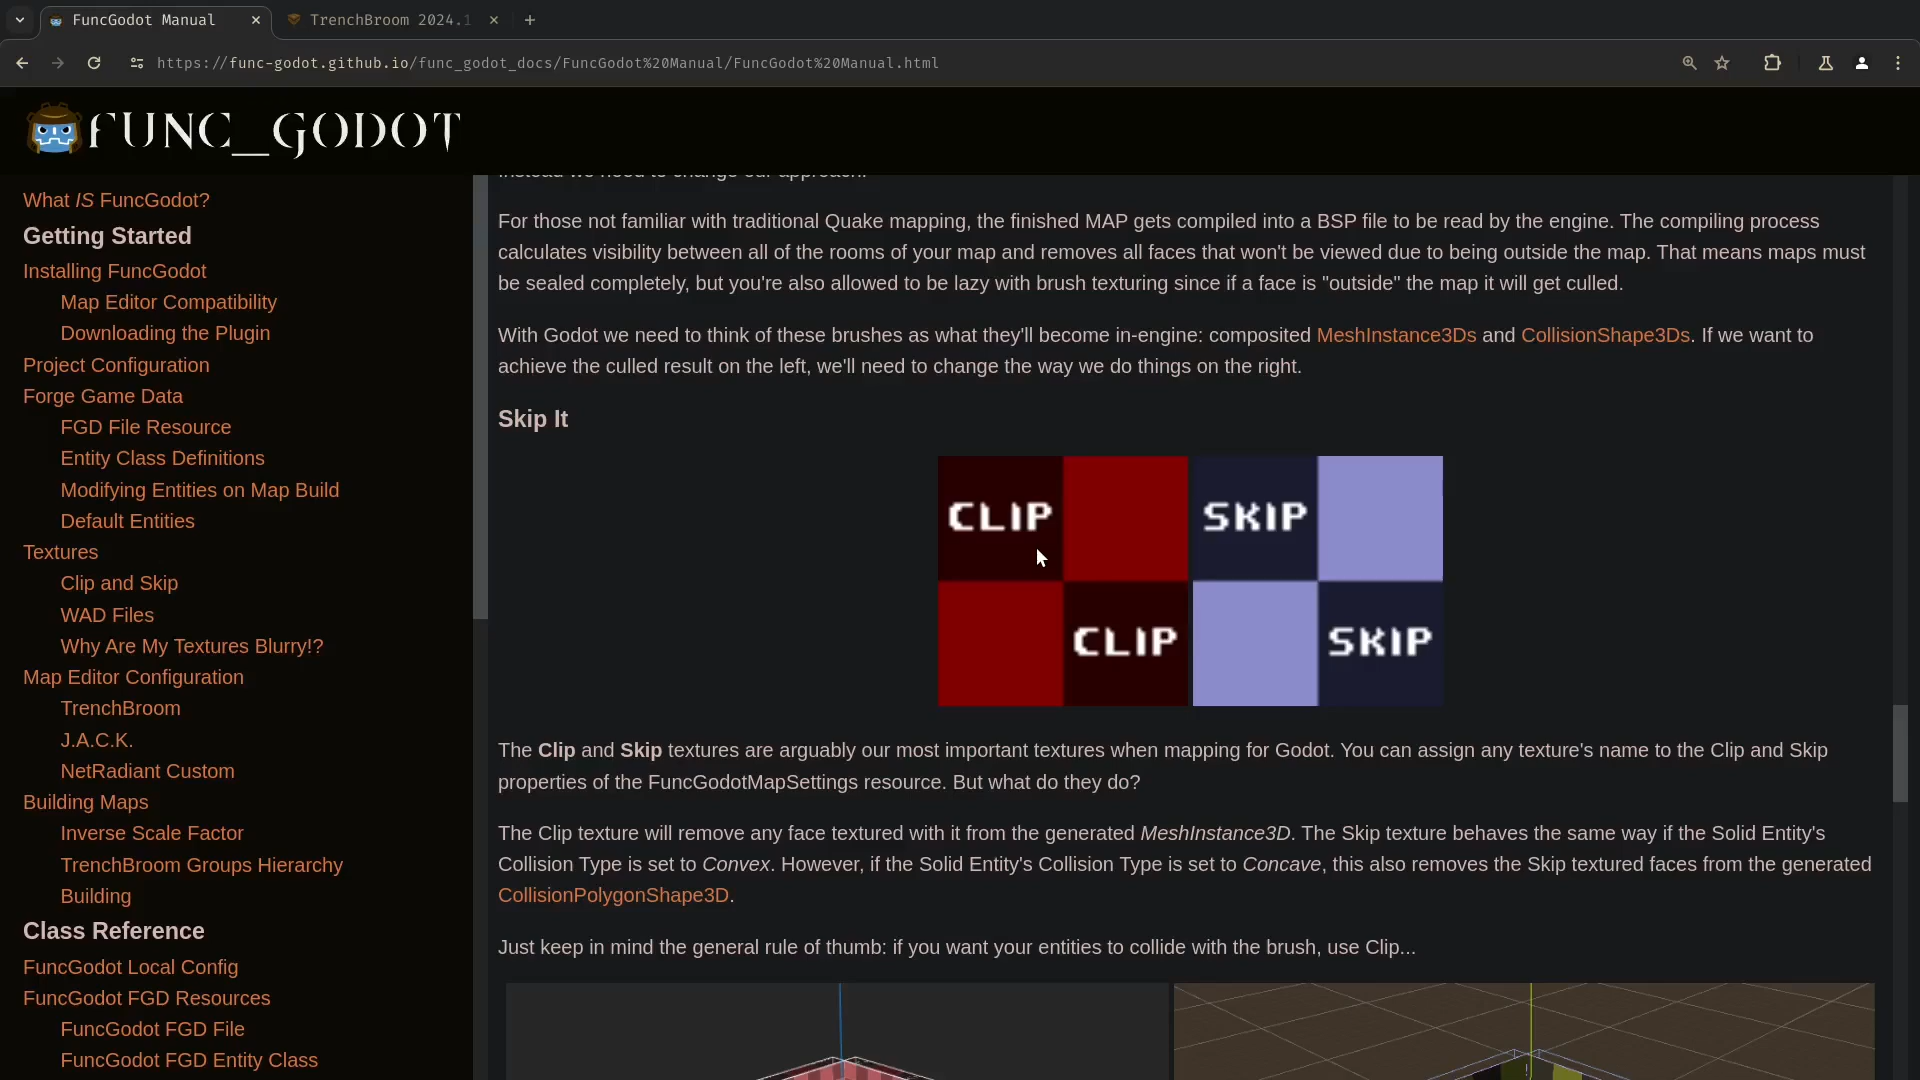 FuncGodot Manual
TrenchBroom 2024.1
https://func-godot.github.io/func_godot_docs/FuncGodot%20Manual/FuncGodot%20Manual.html
FUNC_GODOT
What IS FuncGodot?
Getting Started
Installing FuncGodot
Map Editor Compatibility
Downloading the Plugin
Project Configuration
Forge Game Data
FGD File Resource
Entity Class Definitions
Modifying Entities on Map Build
Default Entities
Textures
Clip and Skip
WAD Files
Why Are My Textures Blurry!?
Map Editor Configuration
TrenchBroom
J.A.C.K.
NetRadiant Custom
Building Maps
Inverse Scale Factor
TrenchBroom Groups Hierarchy
Building
Class Reference
FuncGodot Local Config
FuncGodot FGD Resources
FuncGodot FGD File
FuncGodot FGD Entity Class
Instead we need to change our approach.
For those not familiar with traditional Quake mapping, the finished MAP gets compiled into a BSP file to be read by the engine. The compiling process
calculates visibility between all of the rooms of your map and removes all faces that won't be viewed due to being outside the map. That means maps must
be sealed completely, but you're also allowed to be lazy with brush texturing since if a face is "outside" the map it will get culled.
With Godot we need to think of these brushes as what they'll become in-engine: composited MeshInstance3Ds and CollisionShape3Ds. If we want to
achieve the culled result on the left, we'll need to change the way we do things on the right.
Skip It
CLIP SKIP
CLIP SKIP
The Clip and Skip textures are arguably our most important textures when mapping for Godot. You can assign any texture's name to the Clip and Skip
properties of the FuncGodotMapSettings resource. But what do they do?
The Clip texture will remove any face textured with it from the generated MeshInstance3D. The Skip texture behaves the same way if the Solid Entity's
Collision Type is set to Convex. However, if the Solid Entity's Collision Type is set to Concave, this also removes the Skip textured faces from the generated
CollisionPolygonShape3D.
Just keep in mind the general rule of thumb: if you want your entities to collide with the brush, use Clip...